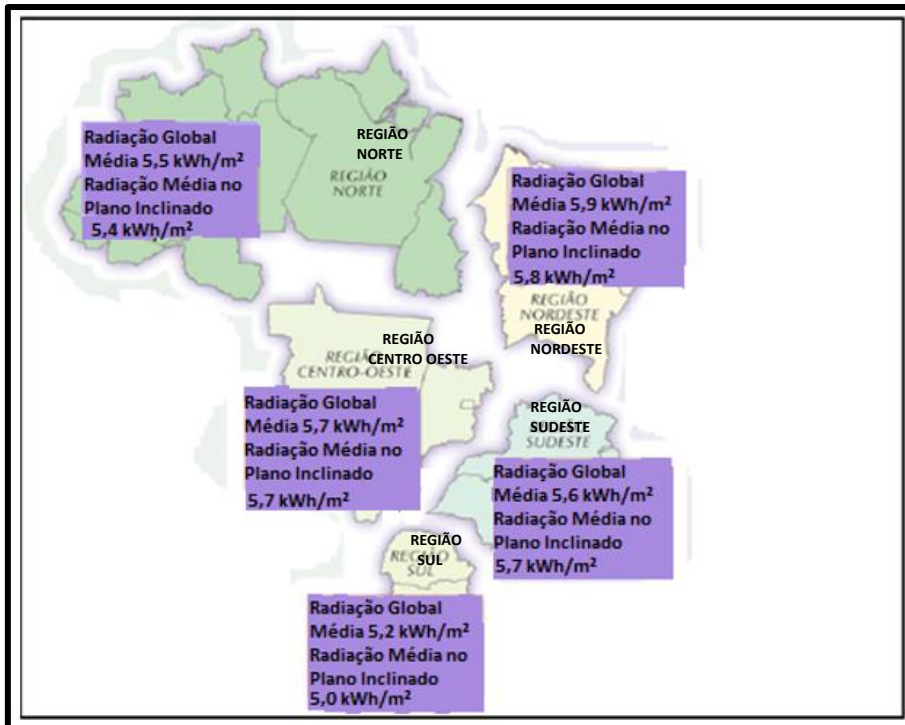 REGIÃO
NORTE
REGIÃO
NORTE
Radiação Global
Média 5,5 kWh/m²
Radiação Média no
Plano Inclinado
5,4 kWh/m²
Radiação Global
Média 5,9 kWh/m²
Radiação Média no
Plano Inclinado
5,8 kWh/m²
REGIÃO
NORDESTE
REGIÃO
NORDESTE
REGIÃO
CENTRO OESTE
REGIÃO
CENTRO-OESTE
Radiação Global
Média 5,7 kWh/m²
Radiação Média no
Plano Inclinado
5,7 kWh/m²
REGIÃO
SUDESTE
SUDESTE
Radiação Global
Média 5,6 kWh/m²
Radiação Média no
Plano Inclinado
5,7 kWh/m²
REGIÃO
SUL
REGIÃO
SUL
Radiação Global
Média 5,2 kWh/m²
Radiação Média no
Plano Inclinado
5,0 kWh/m²